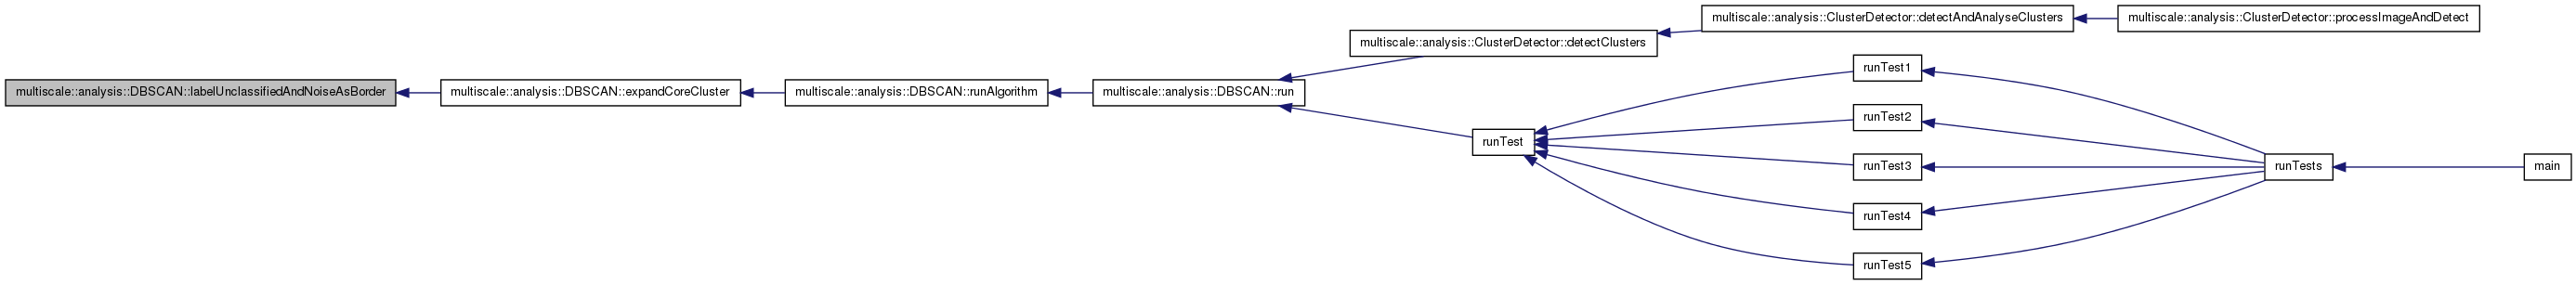 multiscale::analysis::ClusterDetector::detectAndAnalyseClusters
multiscale::analysis::ClusterDetector::processImageAndDetect
multiscale::analysis::ClusterDetector::detectClusters
runTest1
multiscale::analysis::DBSCAN::labelUnclassifiedAndNoiseAsBorder
multiscale::analysis::DBSCAN::expandCoreCluster
multiscale::analysis::DBSCAN::runAlgorithm
multiscale::analysis::DBSCAN::run
runTest2
runTest
runTest3
runTests
main
runTest4
runTest5